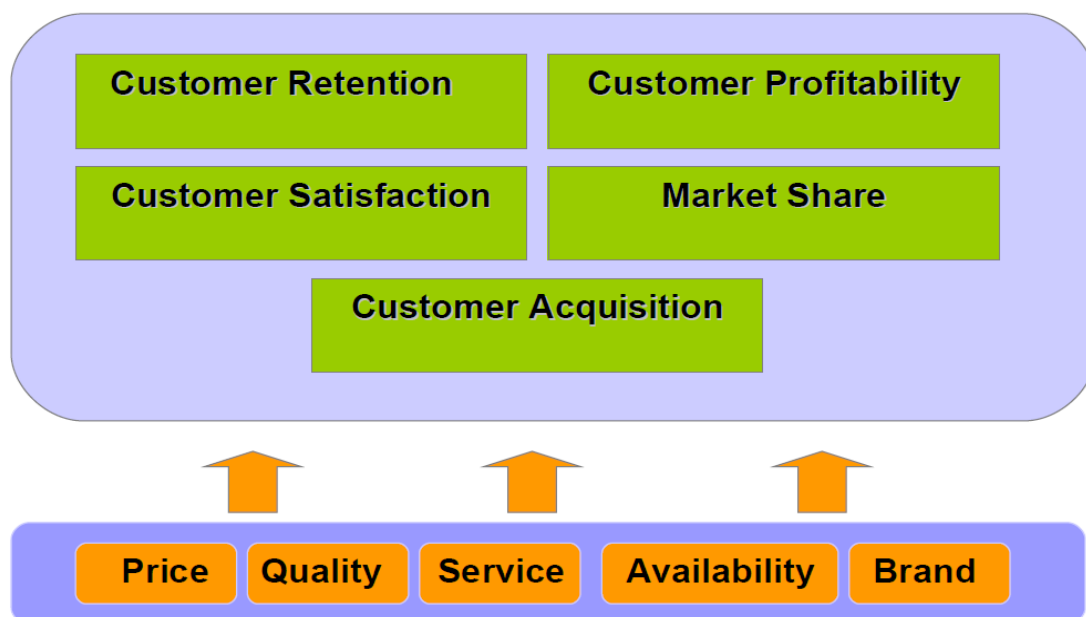 Customer Retention
Customer Profitability
Customer Satisfaction
Market Share
Customer Acquisition
Price
Quality
Service
Availability
Brand